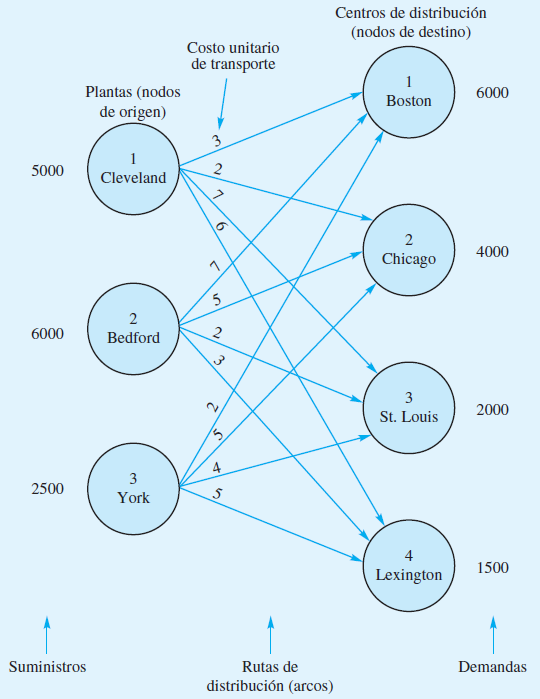 Centros de distribución
(nodos de destino)
Costo unitario
de transporte
Plantas (nodos
de origen)
1
Boston
6000
3
1
Cleveland
5000
2
7
6
2
Chicago
4000
7
5
2
Bedford
6000
2
3
3
St. Louis
2000
2
5
4
5
3
York
2500
4
Lexington
1500
Suministros
Rutas de
distribución (arcos)
Demandas